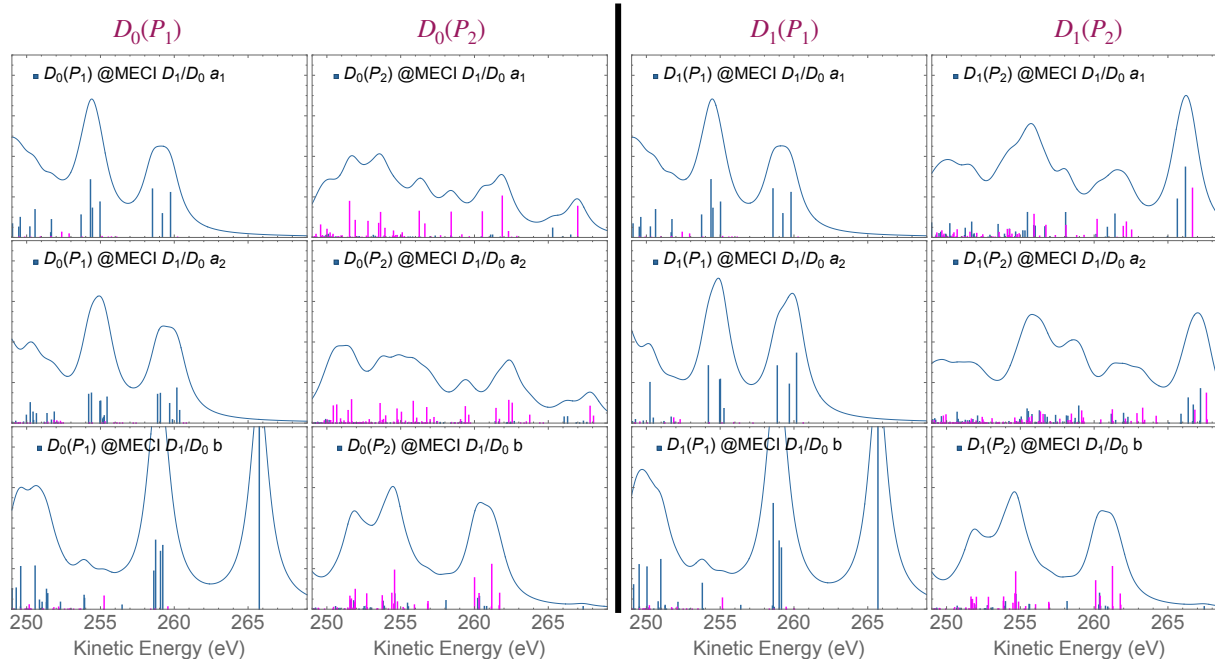 D₀(P₁) D₀(P₂) D₁(P₁) D₁(P₂)
D₀(P₁) @MECI D₁/D₀ a₁
D₀(P₂) @MECI D₁/D₀ a₁
D₁(P₁) @MECI D₁/D₀ a₁
D₁(P₂) @MECI D₁/D₀ a₁
D₀(P₁) @MECI D₁/D₀ a₂
D₀(P₂) @MECI D₁/D₀ a₂
D₁(P₁) @MECI D₁/D₀ a₂
D₁(P₂) @MECI D₁/D₀ a₂
D₀(P₁) @MECI D₁/D₀ b
D₀(P₂) @MECI D₁/D₀ b
D₁(P₁) @MECI D₁/D₀ b
D₁(P₂) @MECI D₁/D₀ b
250 255 260 265 250 255 260 265 250 255 260 265 250 255 260 265
Kinetic Energy (eV) Kinetic Energy (eV) Kinetic Energy (eV) Kinetic Energy (eV)